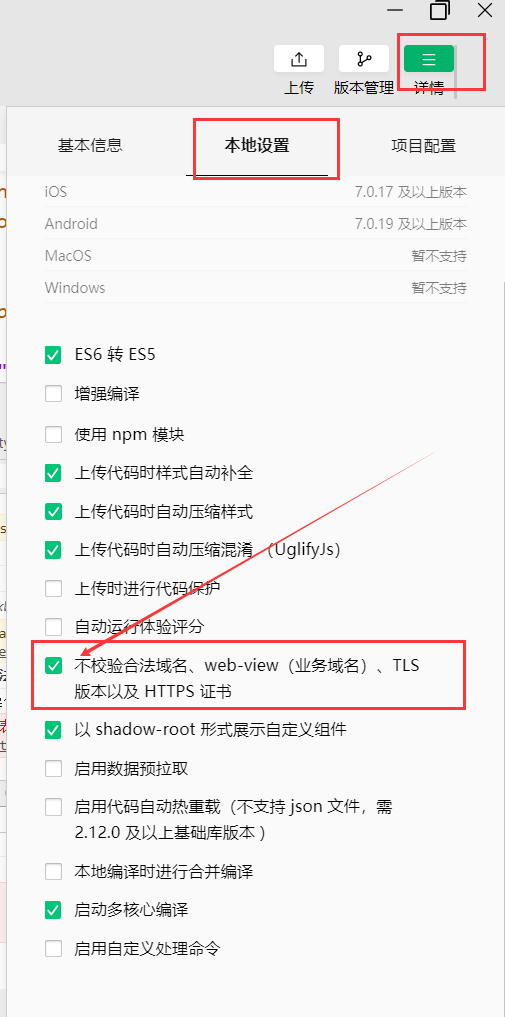 上传 版本管理 详情
基本信息 本地设置 项目配置
iOS 7.0.17 及以上版本
Android 7.0.19 及以上版本
MacOS 暂不支持
Windows 暂不支持
ES6 转 ES5
增强编译
使用 npm 模块
上传代码时样式自动补全
上传代码时自动压缩样式
上传代码时自动压缩混淆 （UglifyJs）
上传时进行代码保护
自动运行体验评分
不校验合法域名、web-view（业务域名）、TLS
版本以及 HTTPS 证书
以 shadow-root 形式展示自定义组件
启用数据预拉取
启用代码自动热重载（不支持 json 文件，需
2.12.0 及以上基础库版本 ）
本地编译时进行合并编译
启动多核心编译
启用自定义处理命令